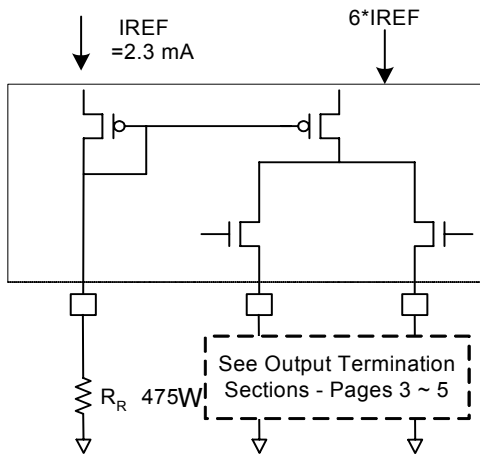 IREF
=2.3 mA
6*IREF
See Output Termination
Sections - Pages 3 ~ 5
RR 475W